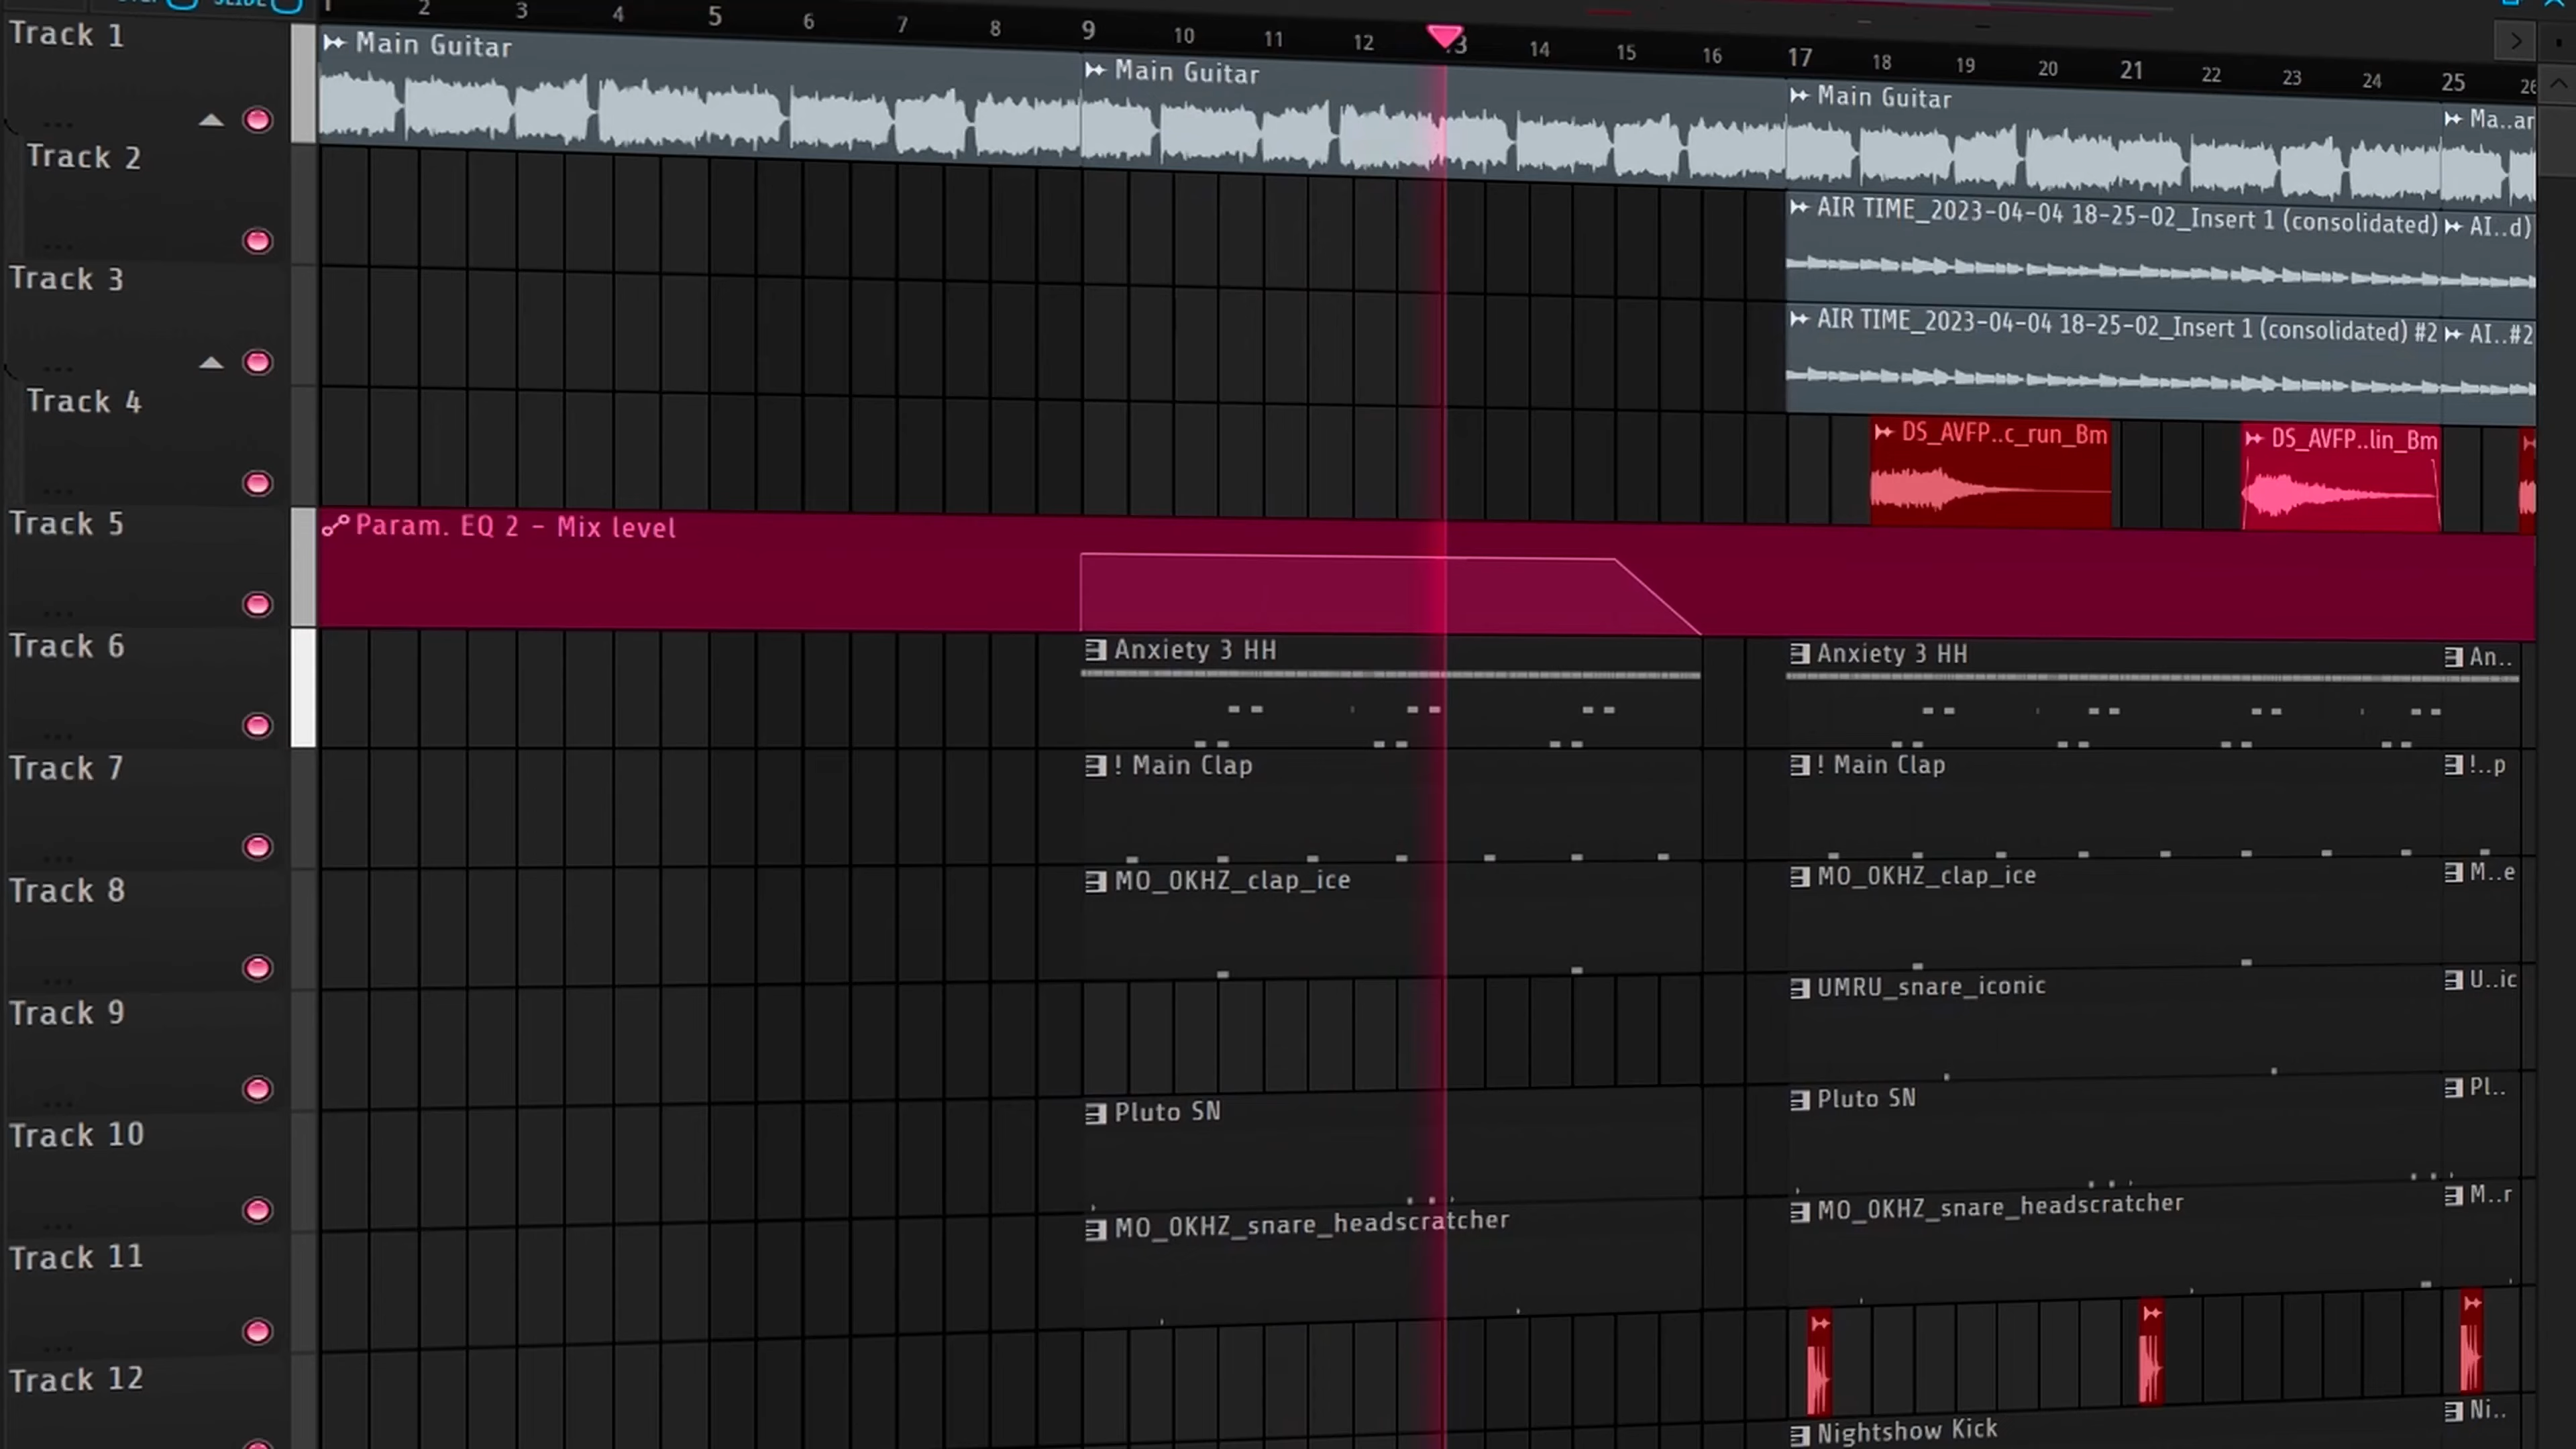 1 2 3 4 5 6 7 8 9 10 11 12 13 14 15 16 17 18 19 20 21 22 23 24 25 26
Track 1
Main Guitar
Main Guitar
Main Guitar
Ma..ar
Track 2
AIR TIME_2023-04-04 18-25-02_Insert 1 (consolidated)
AI..d)
Track 3
AIR TIME_2023-04-04 18-25-02_Insert 1 (consolidated) #2
AI..#2
Track 4
DS_AVFP..c_run_Bm
DS_AVFP..lin_Bm
Track 5
Param. EQ 2 - Mix level
Track 6
Anxiety 3 HH
Anxiety 3 HH
An..
Track 7
! Main Clap
! Main Clap
!..p
Track 8
MO_OKHZ_clap_ice
MO_OKHZ_clap_ice
M..e
Track 9
UMRU_snare_iconic
U..ic
Track 10
Pluto SN
Pluto SN
Pl..
Track 11
MO_OKHZ_snare_headscratcher
MO_OKHZ_snare_headscratcher
M..r
Track 12
Nightshow Kick
Ni..